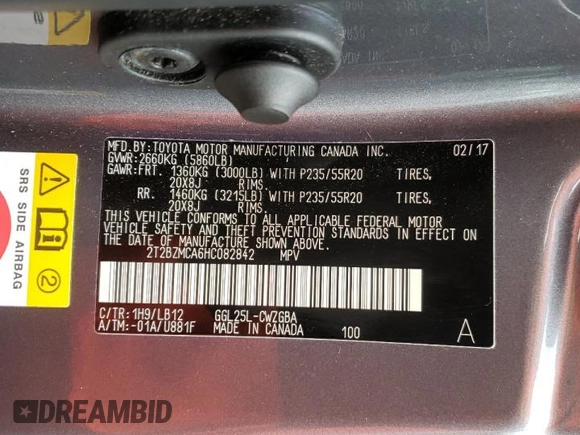 MFD.BY:TOYOTA MOTOR MANUFACTURING CANADA INC. 02/17
GVWR:2660KG (5860LB)
GAWR:FRT. 1360KG (3000LB) WITH P235/55R20 TIRES,
20X8J RIMS,
RR. 1460KG (3215LB) WITH P235/55R20 TIRES,
20X8J RIMS.
THIS VEHICLE CONFORMS TO ALL APPLICABLE FEDERAL MOTOR
VEHICLE SAFETY AND THEFT PREVENTION STANDARDS IN EFFECT
ON THE DATE OF MANUFACTURE SHOWN ABOVE.
2T2BZMCA6HC082842 MPV
C/TR:1H9/LB12 GGL25L-CWZGBA
A/TM:-01A/U881F MADE IN CANADA 100 A
SRS SIDE AIRBAG
2
DREAMBID